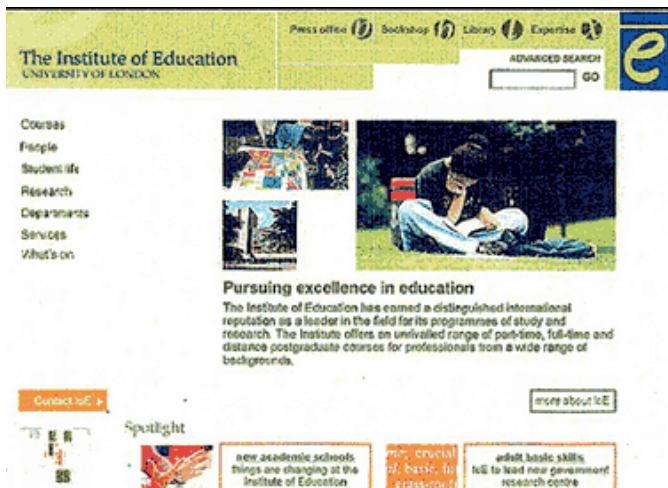 Press office Bookshop Library Expertise
The Institute of Education
UNIVERSITY OF LONDON
ADVANCED SEARCH
GO
e
Courses
People
Student life
Research
Departments
Services
What's on
Pursuing excellence in education
The Institute of Education has earned a distinguished international
reputation as a leader in the field for its programmes of study and
research. The Institute offers an unrivalled range of part-time, full-time and
distance postgraduate courses for professionals from a wide range of
backgrounds.
Contact IoE
more about IoE
Spotlight
new academic schools
things are changing at the
Institute of Education
crucial
basic,
grass-roots
adult basic skills
IoE to lead new government
research centre